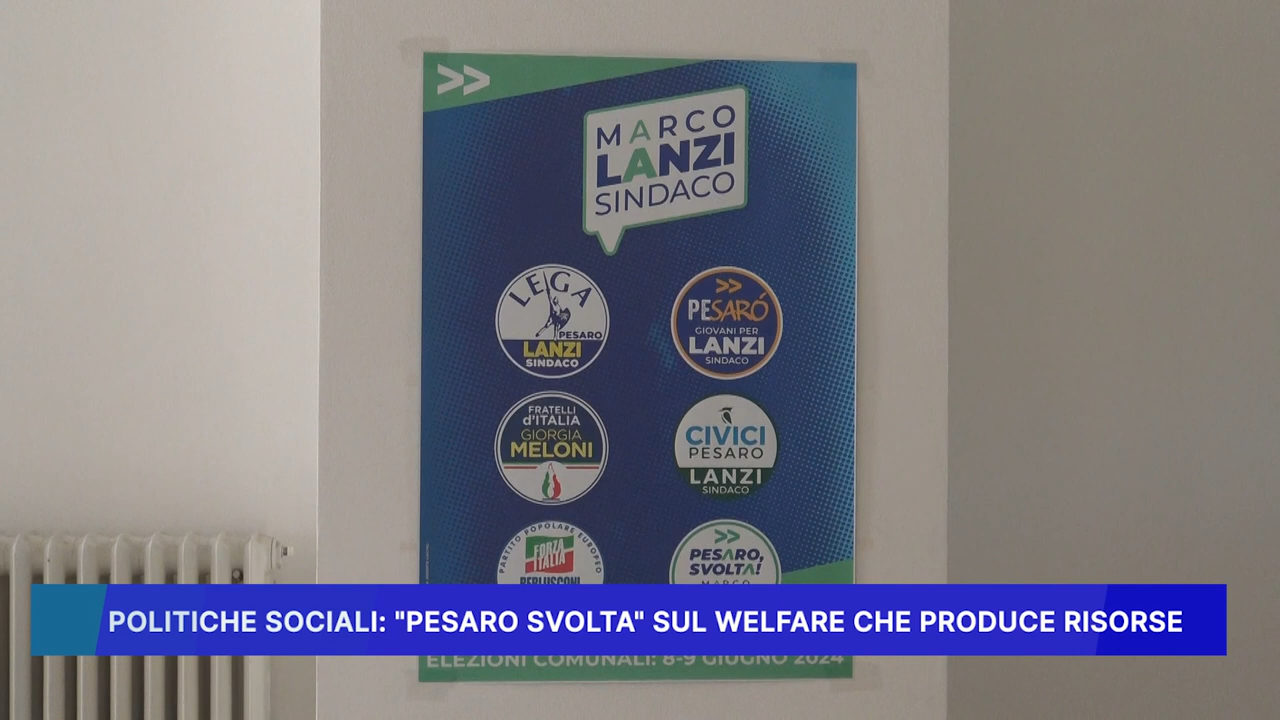 >>
MARCO
LANZI
SINDACO
LEGA
PESARO
LANZI
SINDACO
>>
PESARÓ
GIOVANI PER
LANZI
SINDACO
FRATELLI
d'ITALIA
GIORGIA
MELONI
CIVICI
PESARO
LANZI
SINDACO
PARTITO POPOLARE EUROPEO
FORZA
ITALIA
BERLUSCONI
>>
PESARO,
SVOLTA!
MARCO
POLITICHE SOCIALI: "PESARO SVOLTA" SUL WELFARE CHE PRODUCE RISORSE
ELEZIONI COMUNALI: 8-9 GIUGNO 2024